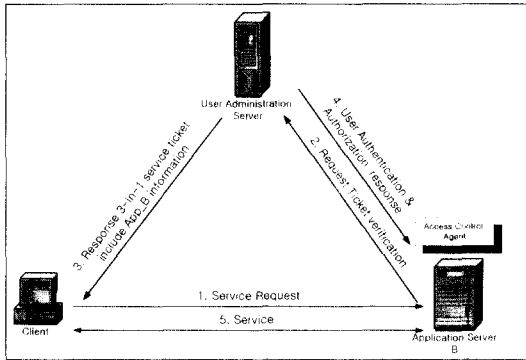 User Administration
Server
3. Response 3-in-1 service ticket
include App_B information
4. User Authentication &
Authorization response
2. Request Ticket verification
Access Control
Agent
1. Service Request
5. Service
Client
Application Server
B